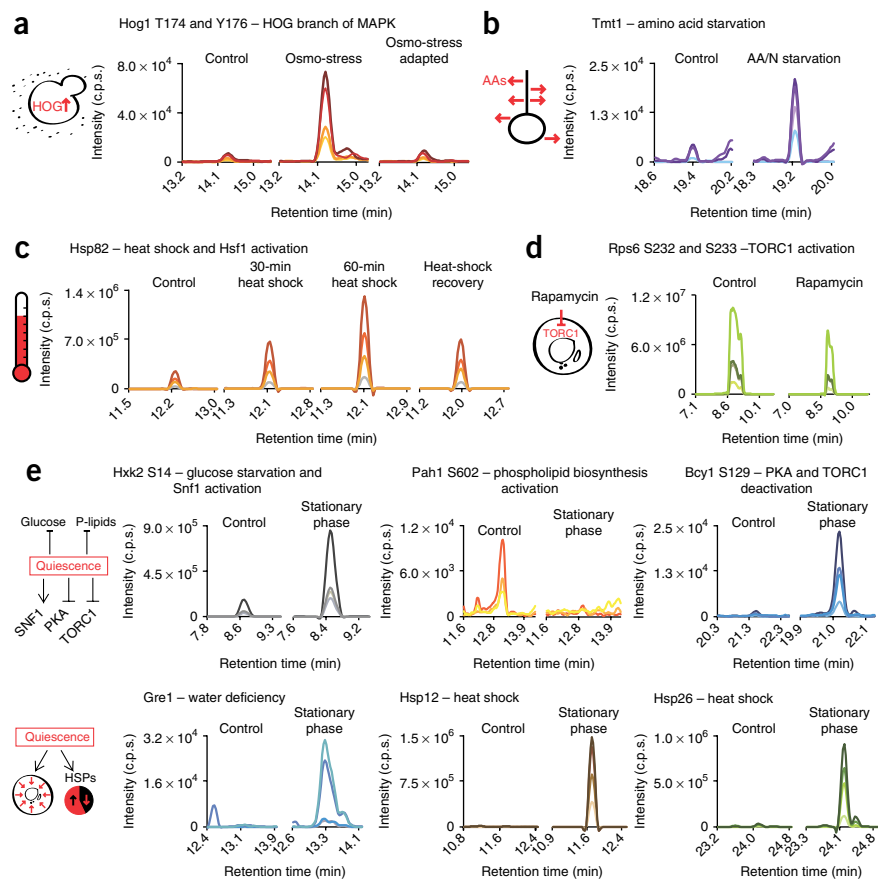 a
Hog1 T174 and Y176 – HOG branch of MAPK
HOG
Intensity (c.p.s.)
8.0 × 10⁴
4.0 × 10⁴
0
Control
Osmo-stress
Osmo-stress
adapted
13.2 14.1 15.0 13.2 14.1 15.0 13.2 14.1 15.0
Retention time (min)
b
Tmt1 – amino acid starvation
AAs
Intensity (c.p.s.)
2.5 × 10⁴
1.3 × 10⁴
0
Control
AA/N starvation
18.6 19.4 20.2 18.3 19.2 20.0
Retention time (min)
c
Hsp82 – heat shock and Hsf1 activation
Intensity (c.p.s.)
1.4 × 10⁶
7.0 × 10⁵
0
Control
30-min
heat shock
60-min
heat shock
Heat-shock
recovery
11.5 12.2 13.0 11.3 12.1 12.8 11.3 12.1 12.9 11.2 12.0 12.7
Retention time (min)
d
Rps6 S232 and S233 –TORC1 activation
Rapamycin
TORC1
Intensity (c.p.s.)
1.2 × 10⁷
6.0 × 10⁶
0
Control
Rapamycin
7.1 8.6 10.1 7.0 8.5 10.0
Retention time (min)
e
Glucose P-lipids
Quiescence
SNF1 PKA TORC1
Hxk2 S14 – glucose starvation and
Snf1 activation
Intensity (c.p.s.)
9.0 × 10⁵
4.5 × 10⁵
0
Control
Stationary
phase
7.8 8.6 9.3 7.6 8.4 9.2
Retention time (min)
Pah1 S602 – phospholipid biosynthesis
activation
Intensity (c.p.s.)
1.2 × 10⁴
6.0 × 10³
0
Control
Stationary
phase
11.6 12.8 13.9 11.6 12.8 13.9
Retention time (min)
Bcy1 S129 – PKA and TORC1
deactivation
Intensity (c.p.s.)
2.5 × 10⁴
1.3 × 10⁴
0
Control
Stationary
phase
20.3 21.3 22.3 19.9 21.0 22.1
Retention time (min)
Quiescence
HSPs
Gre1 – water deficiency
Intensity (c.p.s.)
3.2 × 10⁴
1.6 × 10⁴
0
Control
Stationary
phase
12.4 13.1 13.9 12.6 13.3 14.1
Retention time (min)
Hsp12 – heat shock
Intensity (c.p.s.)
1.5 × 10⁶
7.5 × 10⁵
0
Control
Stationary
phase
10.8 11.6 12.4 10.9 11.6 12.4
Retention time (min)
Hsp26 – heat shock
Intensity (c.p.s.)
1.0 × 10⁶
5.0 × 10⁵
0
Control
Stationary
phase
23.2 24.0 24.8 23.3 24.1 24.8
Retention time (min)